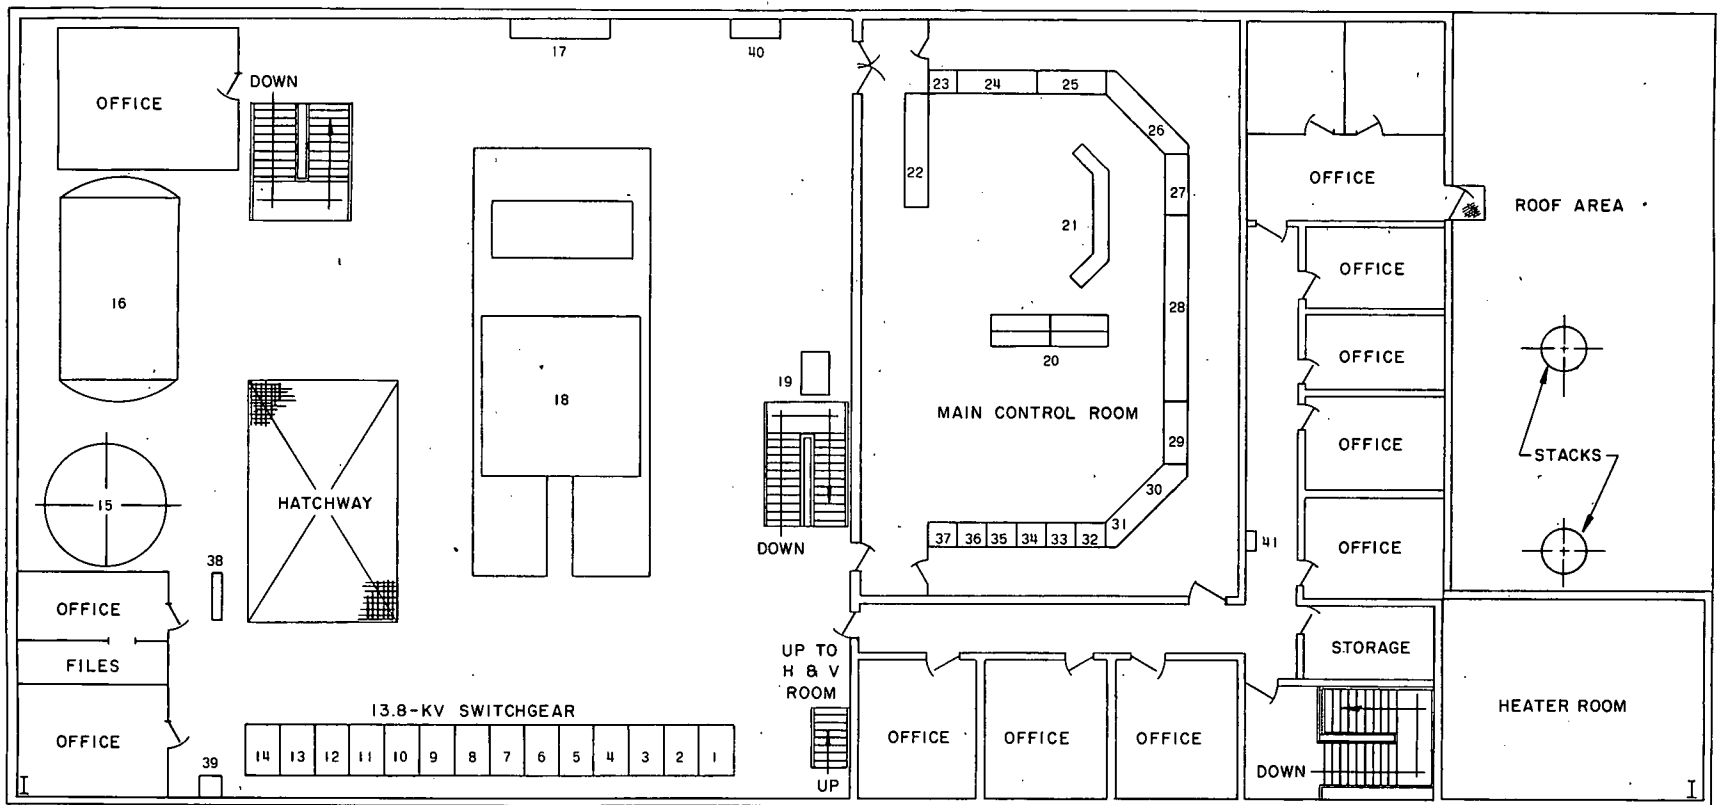 17
40
OFFICE
DOWN
23
24
25
26
22
27
OFFICE
ROOF AREA
21
OFFICE
16
28
20
OFFICE
19
18
MAIN CONTROL ROOM
29
OFFICE
STACKS
30
HATCHWAY
15
31
37
36
35
34
33
32
41
OFFICE
DOWN
38
OFFICE
UP TO
H & V
ROOM
STORAGE
FILES
HEATER ROOM
13.8-KV SWITCHGEAR
OFFICE
OFFICE
OFFICE
OFFICE
39
14
13
12
11
10
9
8
7
6
5
4
3
2
1
UP
DOWN